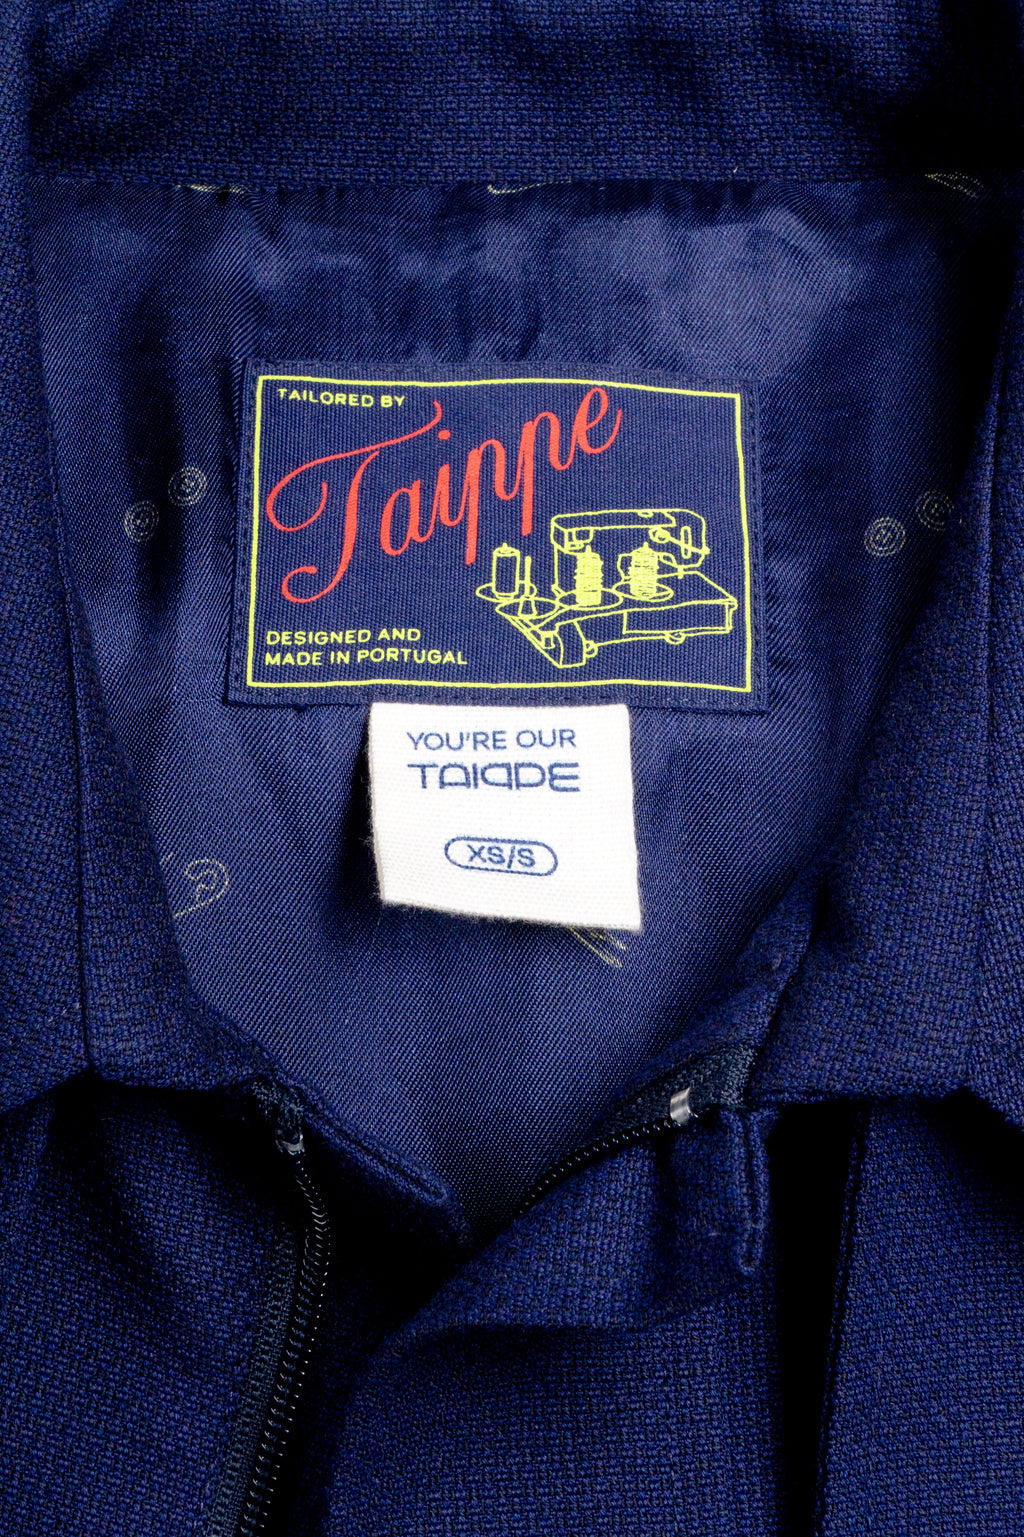 TAILORED BY
Taippe
DESIGNED AND
MADE IN PORTUGAL
YOU'RE OUR
TAIPPE
XS/S